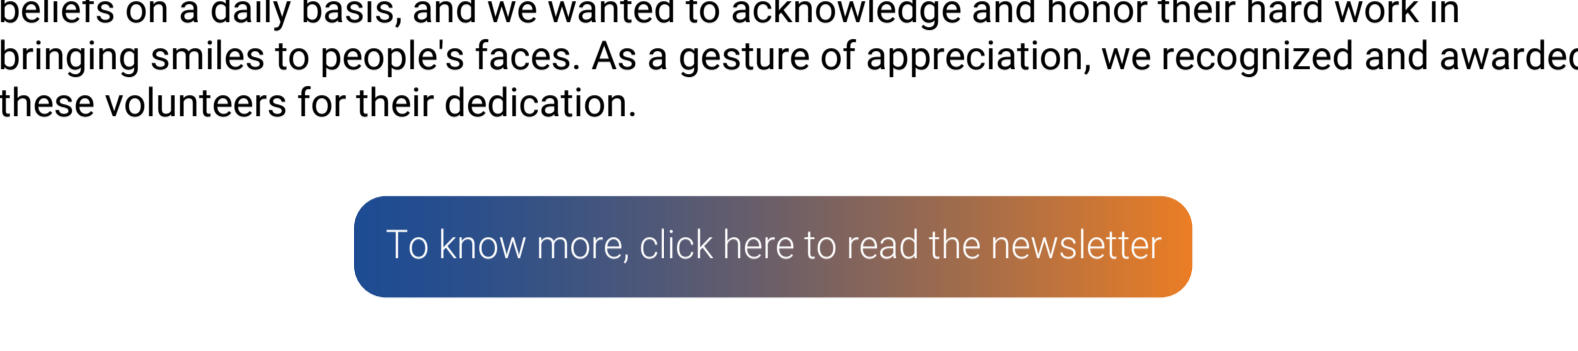 beliefs on a daily basis, and we wanted to acknowledge and honor their hard work in
bringing smiles to people's faces. As a gesture of appreciation, we recognized and awarded
these volunteers for their dedication.
To know more, click here to read the newsletter